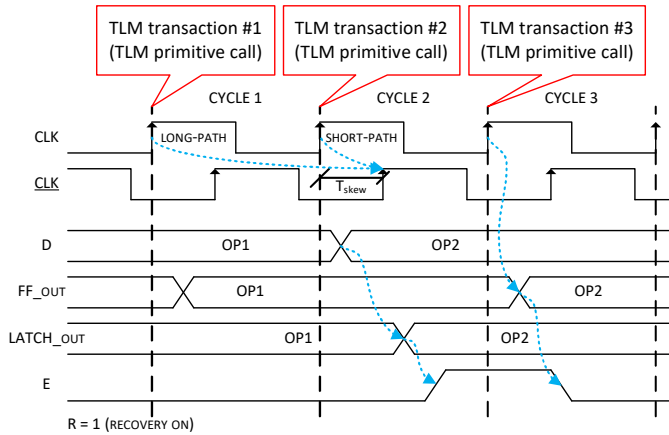 TLM transaction #1
(TLM primitive call)
TLM transaction #2
(TLM primitive call)
TLM transaction #3
(TLM primitive call)
CYCLE 1
CYCLE 2
CYCLE 3
CLK
LONG-PATH
SHORT-PATH
CLK
Tskew
D
OP1
OP2
FF_OUT
OP1
OP2
LATCH_OUT
OP1
OP2
E
R = 1 (RECOVERY ON)